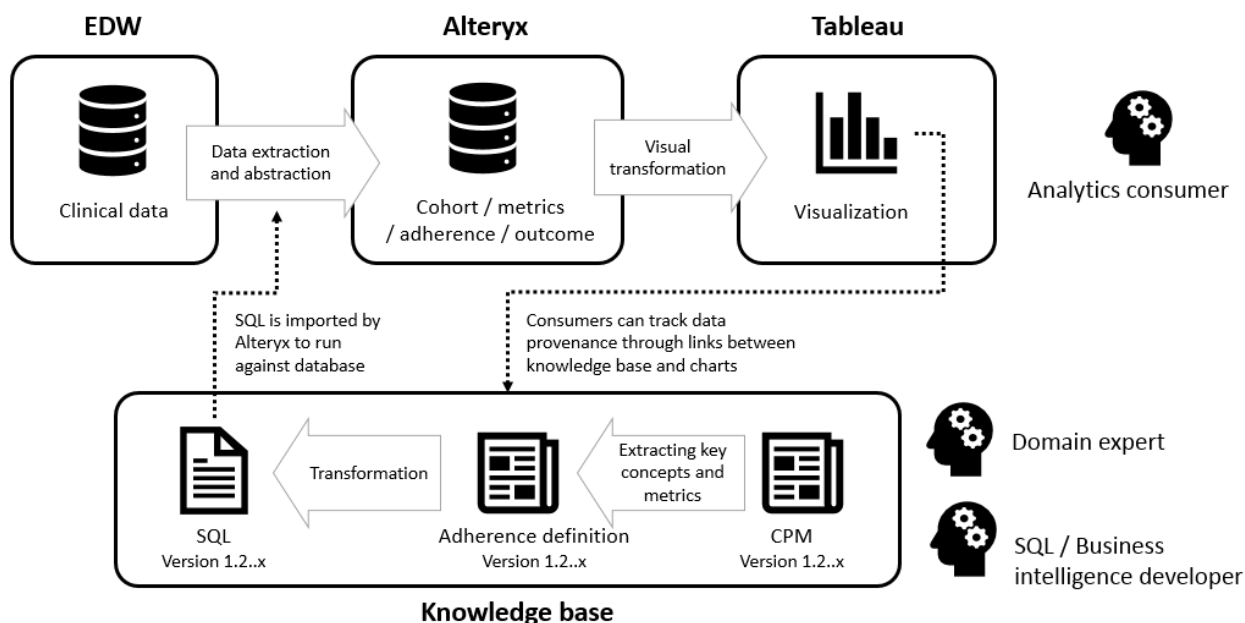 EDW
Alteryx
Tableau
Data extraction
and abstraction
Visual
transformation
Clinical data
Cohort / metrics
/ adherence / outcome
Visualization
Analytics consumer
SQL is imported by
Alteryx to run
against database
Consumers can track data
provenance through links between
knowledge base and charts
Transformation
Extracting key
concepts and
metrics
SQL
Version 1.2..x
Adherence definition
Version 1.2..x
CPM
Version 1.2..x
Domain expert
SQL / Business
intelligence developer
Knowledge base